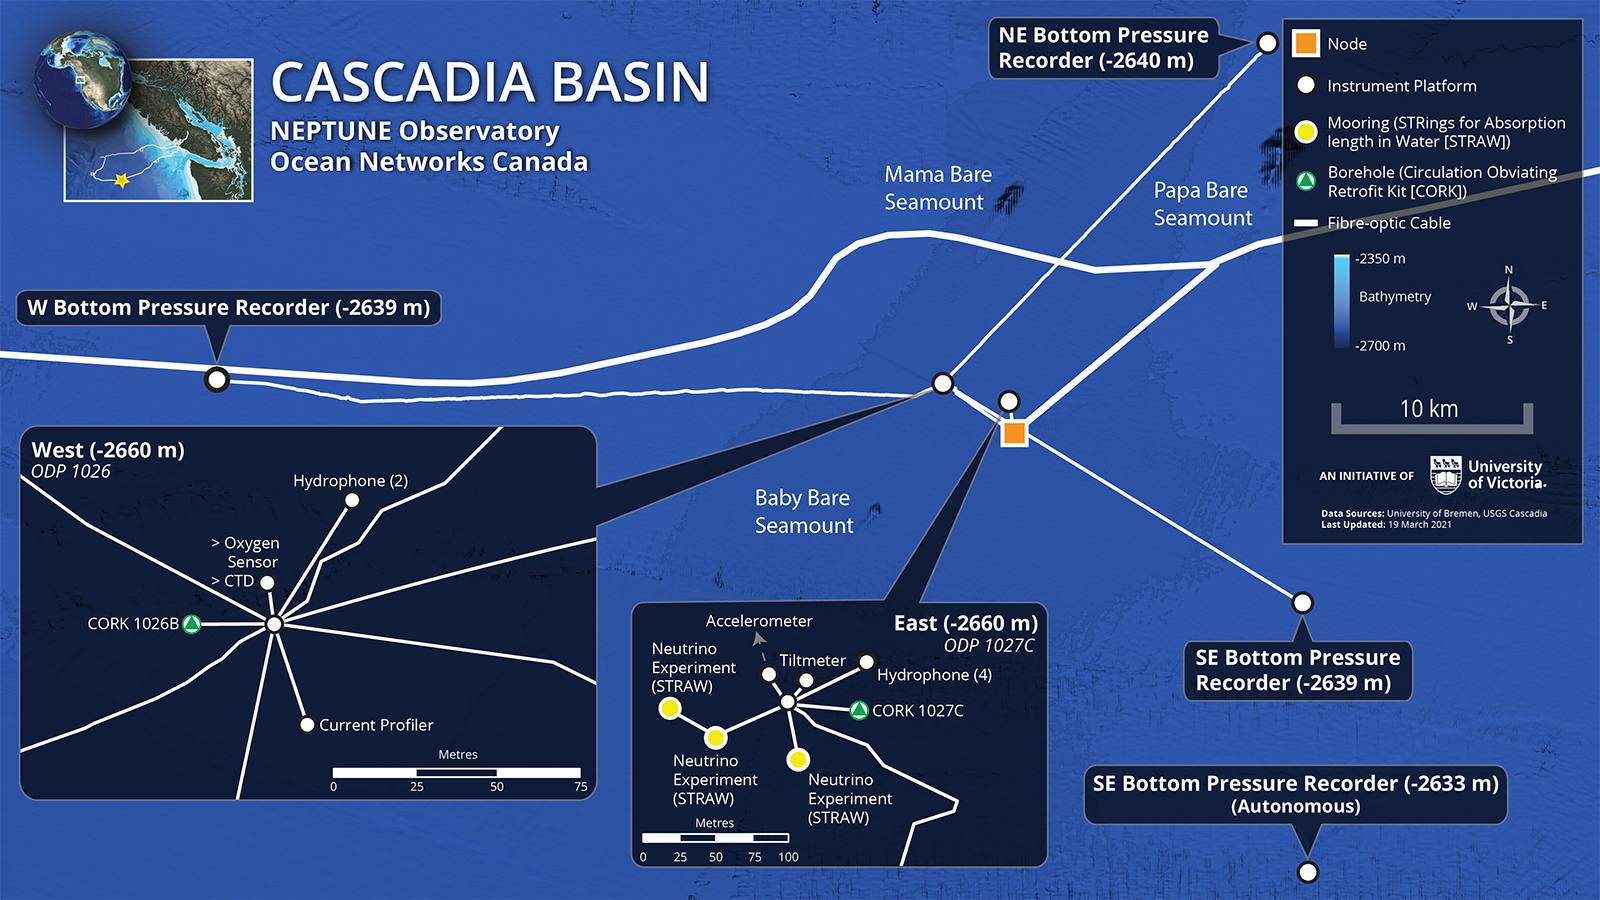 CASCADIA BASIN
NEPTUNE Observatory
Ocean Networks Canada
NE Bottom Pressure
Recorder (-2640 m)
Mama Bare
Seamount
Papa Bare
Seamount
W Bottom Pressure Recorder (-2639 m)
Baby Bare
Seamount
SE Bottom Pressure
Recorder (-2639 m)
SE Bottom Pressure Recorder (-2633 m)
(Autonomous)
West (-2660 m)
ODP 1026
Hydrophone (2)
> Oxygen
Sensor
> CTD
CORK 1026B
Current Profiler
Metres
0 25 50 75
East (-2660 m)
ODP 1027C
Accelerometer
Neutrino
Experiment
(STRAW)
Tiltmeter
Hydrophone (4)
CORK 1027C
Neutrino
Experiment
(STRAW)
Neutrino
Experiment
(STRAW)
Metres
0 25 50 75 100
Node
Instrument Platform
Mooring (STRings for Absorption
length in Water [STRAW])
Borehole (Circulation Obviating
Retrofit Kit [CORK])
Fibre-optic Cable
-2350 m
Bathymetry
-2700 m
N
W E
S
10 km
AN INITIATIVE OF
University
of Victoria
Data Sources: University of Bremen, USGS Cascadia
Last Updated: 19 March 2021